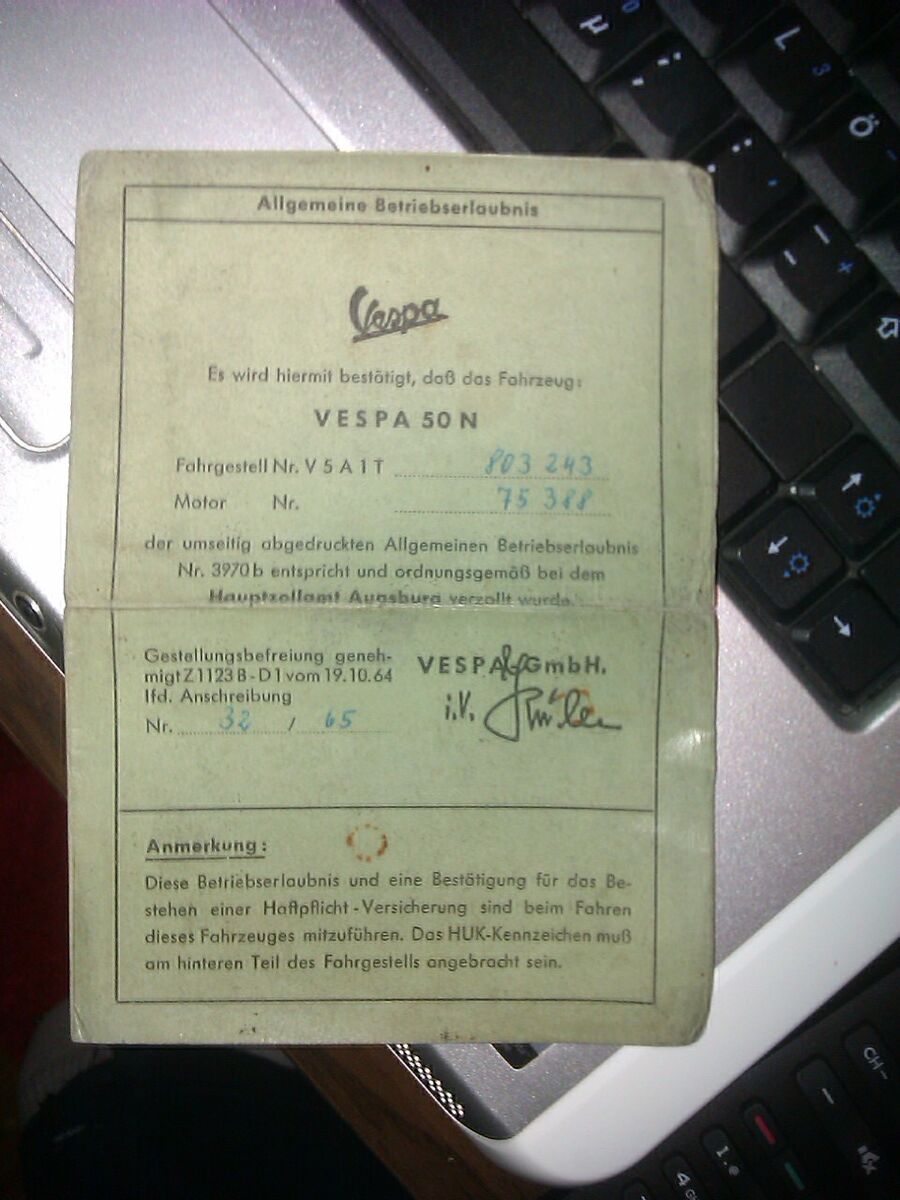 Allgemeine Betriebserlaubnis
Vespa
Es wird hiermit bestätigt, daß das Fahrzeug:
VESPA 50 N
Fahrgestell Nr. V 5 A 1 T 803 243
Motor Nr. 75 388
der umseitig abgedruckten Allgemeinen Betriebserlaubnis
Nr. 3970 b entspricht und ordnungsgemäß bei dem
Hauptzollamt Augsburg verzollt wurde.
Gestellungsbefreiung geneh-
migt Z 1123 B - D 1 vom 19.10.64
lfd. Anschreibung
Nr. 32 / 65
VESPA GmbH.
i.V.
Anmerkung:
Diese Betriebserlaubnis und eine Bestätigung für das Be-
stehen einer Haftpflicht-Versicherung sind beim Fahren
dieses Fahrzeuges mitzuführen. Das HUK-Kennzeichen muß
am hinteren Teil des Fahrgestells angebracht sein.
µ
; ,
L 3
Ö
: .
_ - +
CH-
1.@
4 G